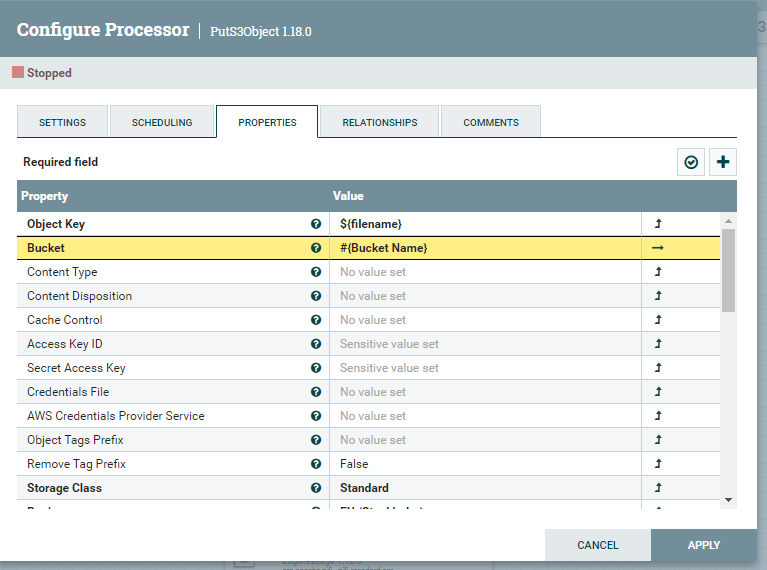 Configure Processor | PutS3Object 1.18.0
Stopped
SETTINGS SCHEDULING PROPERTIES RELATIONSHIPS COMMENTS
Required field
Property Value
Object Key ${filename}
Bucket #{Bucket Name}
Content Type No value set
Content Disposition No value set
Cache Control No value set
Access Key ID Sensitive value set
Secret Access Key Sensitive value set
Credentials File No value set
AWS Credentials Provider Service No value set
Object Tags Prefix No value set
Remove Tag Prefix False
Storage Class Standard
CANCEL APPLY
LogMessage 1.18.0